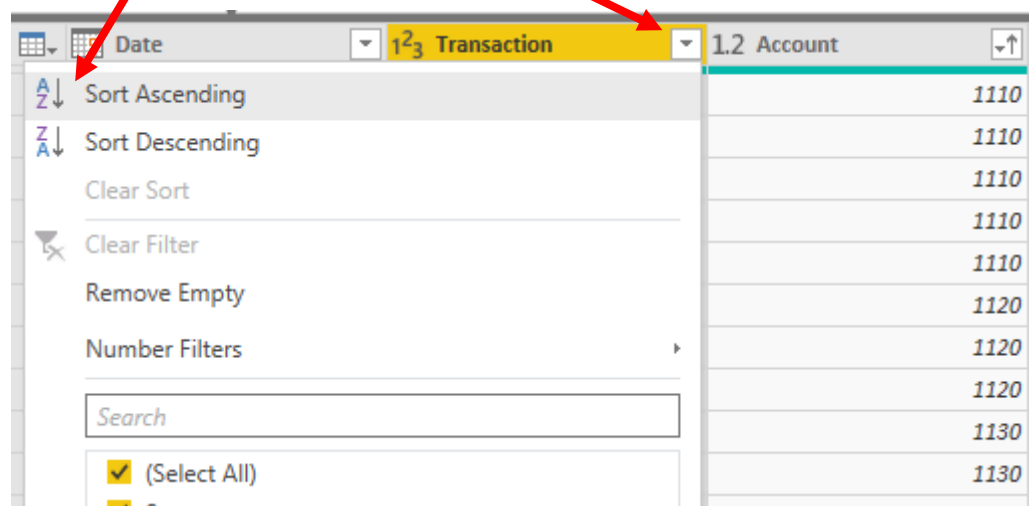 Date 1²3 Transaction 1.2 Account
A Z Sort Ascending
1110
Z A Sort Descending
1110
Clear Sort
1110
1110
Clear Filter
1110
Remove Empty
1120
Number Filters
1120
1120
Search
1130
(Select All)
1130